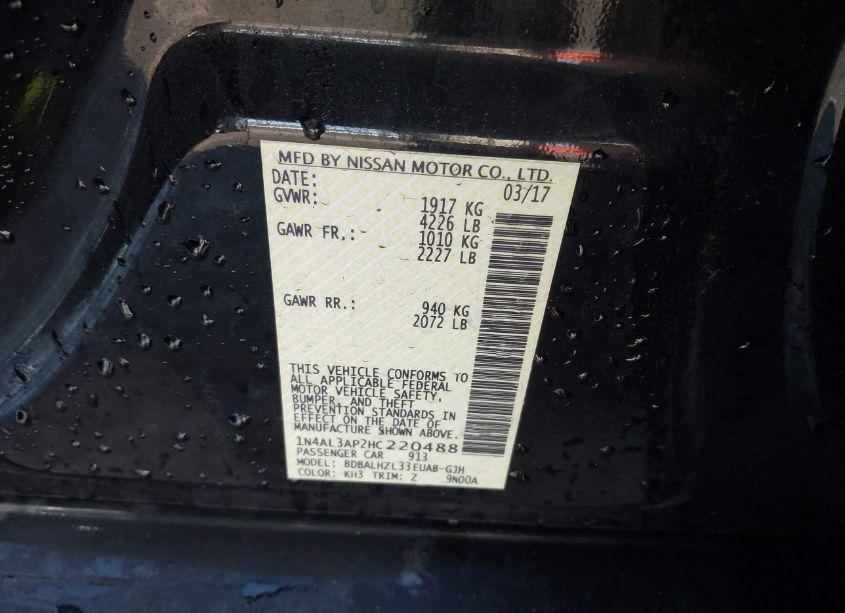 MFD BY NISSAN MOTOR CO., LTD.
DATE: 03/17
GVWR: 1917 KG
4226 LB
GAWR FR.: 1010 KG
2227 LB
GAWR RR.: 940 KG
2072 LB
THIS VEHICLE CONFORMS TO
ALL APPLICABLE FEDERAL
MOTOR VEHICLE SAFETY,
BUMPER, AND THEFT
PREVENTION STANDARDS IN
EFFECT ON THE DATE OF
MANUFACTURE SHOWN ABOVE.
1N4AL3AP2HC220488
PASSENGER CAR 913
MODEL: BDBALHZL33EUAB-GJH
COLOR: KH3 TRIM: Z 9N00A